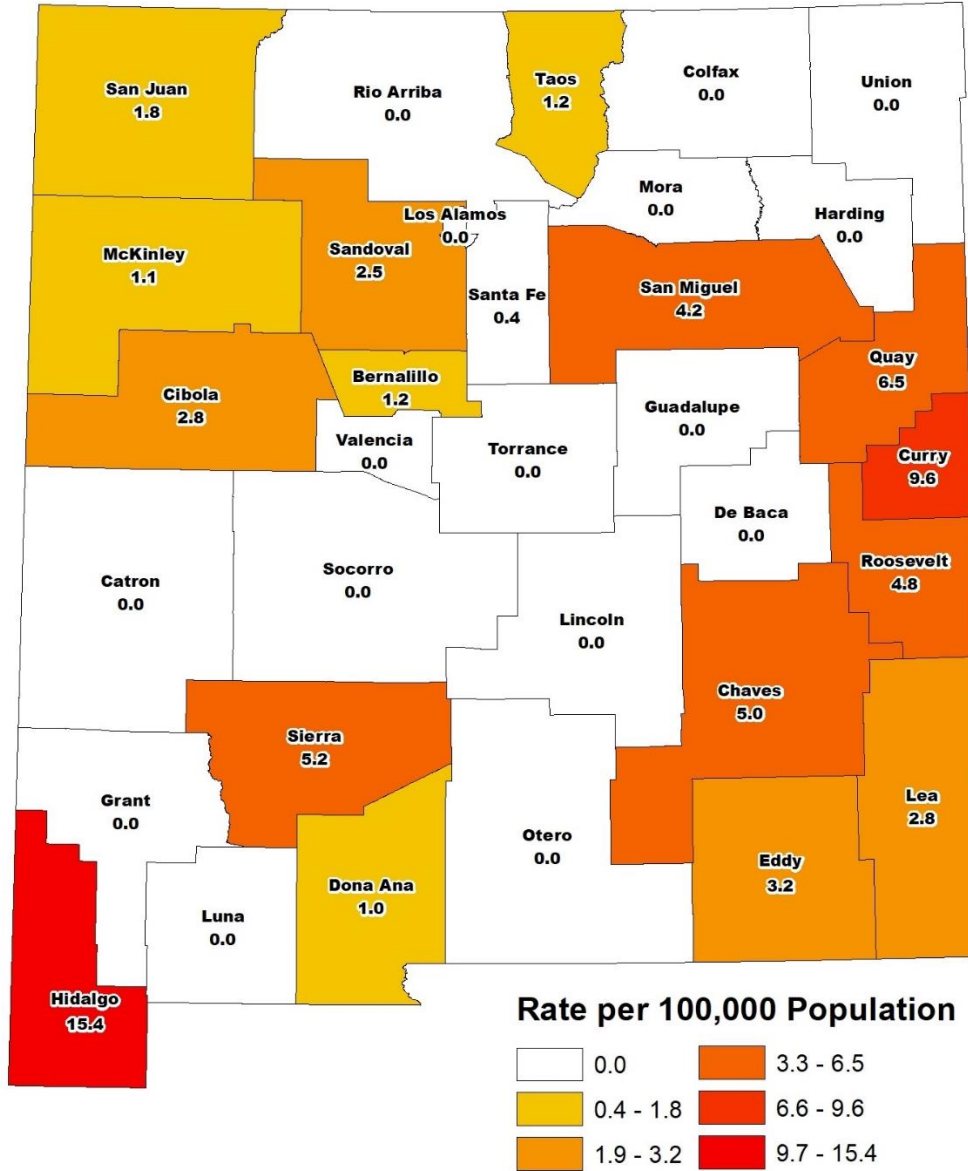 San Juan
1.8
Rio Arriba
0.0
Taos
1.2
Colfax
0.0
Union
0.0
Mora
0.0
Harding
0.0
Los Alamos
0.0
McKinley
1.1
Sandoval
2.5
Santa Fe
0.4
San Miguel
4.2
Quay
6.5
Cibola
2.8
Bernalillo
1.2
Guadalupe
0.0
Valencia
0.0
Torrance
0.0
Curry
9.6
De Baca
0.0
Roosevelt
4.8
Catron
0.0
Socorro
0.0
Lincoln
0.0
Chaves
5.0
Sierra
5.2
Grant
0.0
Otero
0.0
Lea
2.8
Eddy
3.2
Dona Ana
1.0
Luna
0.0
Hidalgo
15.4
Rate per 100,000 Population
0.0
0.4 - 1.8
1.9 - 3.2
3.3 - 6.5
6.6 - 9.6
9.7 - 15.4